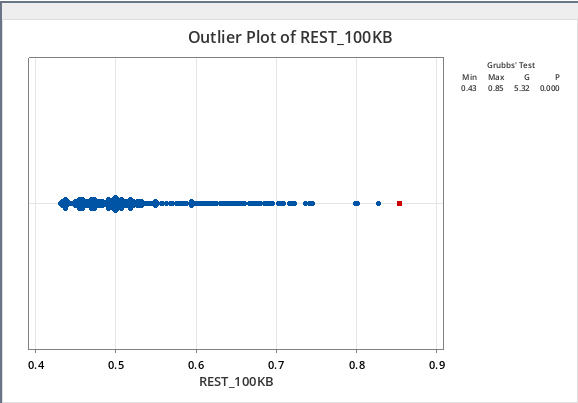 Outlier Plot of REST_100KB
Grubbs' Test
Min Max G P
0.43 0.85 5.32 0.000
0.4 0.5 0.6 0.7 0.8 0.9
REST_100KB